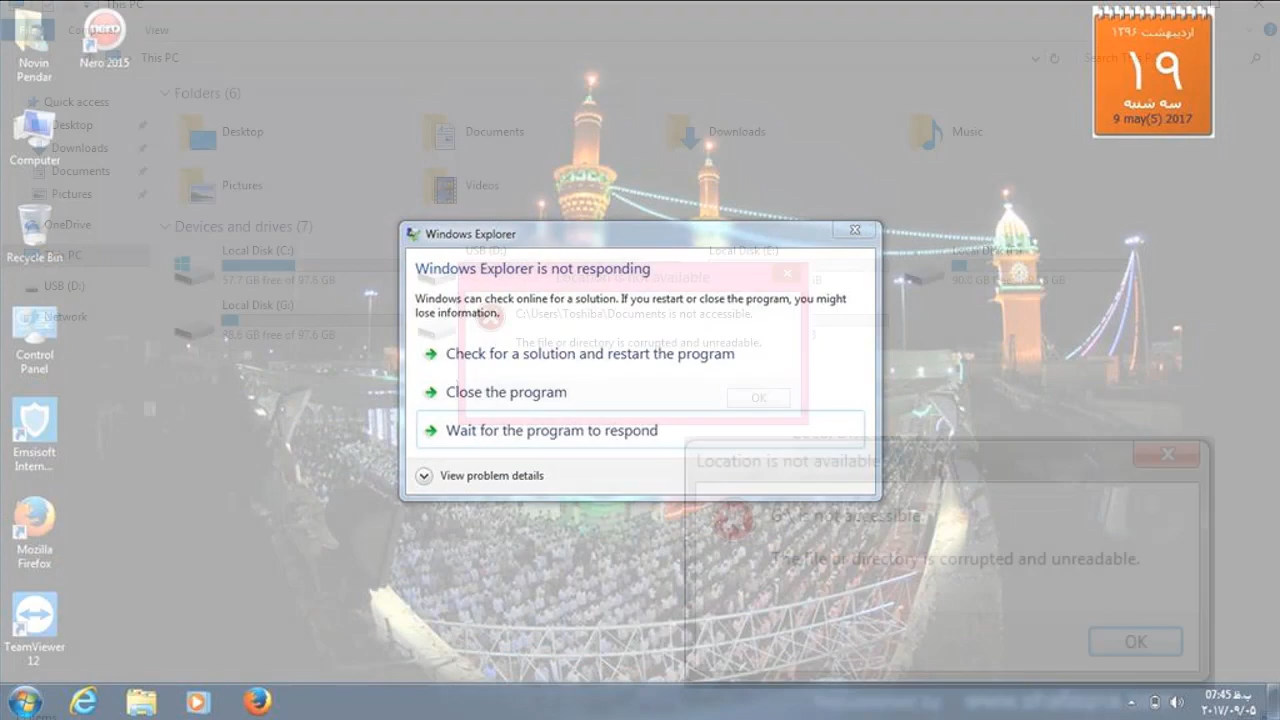 This PC
View
This PC
Novin
Pendar
Nero 2015
Quick access
Desktop
Downloads
Documents
Pictures
OneDrive
PC
USB (D:)
Network
Computer
Recycle Bin
Control
Panel
Emsisoft
Intern...
Mozilla
Firefox
TeamViewer
12
Folders (6)
Desktop
Documents
Downloads
Music
Pictures
Videos
Devices and drives (7)
Local Disk (C:)
57.7 GB free of 97.6 GB
USB (D:)
Local Disk (E:)
90.8 GB free of 97.6 GB
Local Disk (G:)
88.6 GB free of 97.6 GB
اردیبهشت ۱۳۹۶
۱۹
سه شنبه
9 may(5) 2017
Windows Explorer
Windows Explorer is not responding
Windows can check online for a solution. If you restart or close the program, you might
lose information.
Check for a solution and restart the program
Close the program
Wait for the program to respond
View problem details
Location is not available
C:\Users\Toshiba\Documents is not accessible.
The file or directory is corrupted and unreadable.
OK
Location is not available
G:\ is not accessible.
The file or directory is corrupted and unreadable.
OK
07:45 ب.ظ
۲۰۱۷/۰۹/۰۵